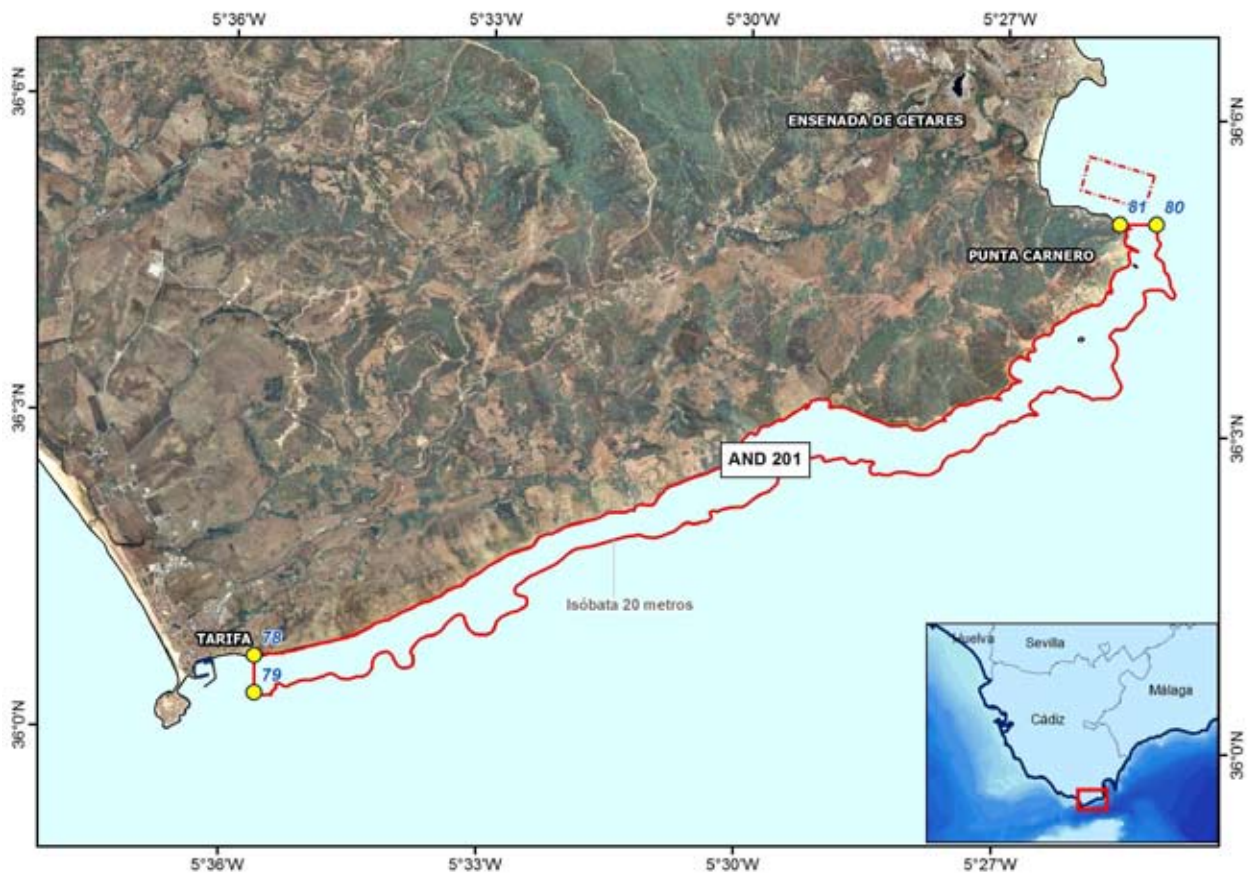 5°36'W
5°33'W
5°30'W
5°27'W
36°6'N
36°6'N
ENSENADA DE GETARES
81
80
PUNTA CARNERO
36°3'N
36°3'N
AND 201
Isóbata 20 metros
TARIFA
78
79
36°0'N
36°0'N
Huelva
Sevilla
Málaga
Cádiz
5°36'W
5°33'W
5°30'W
5°27'W